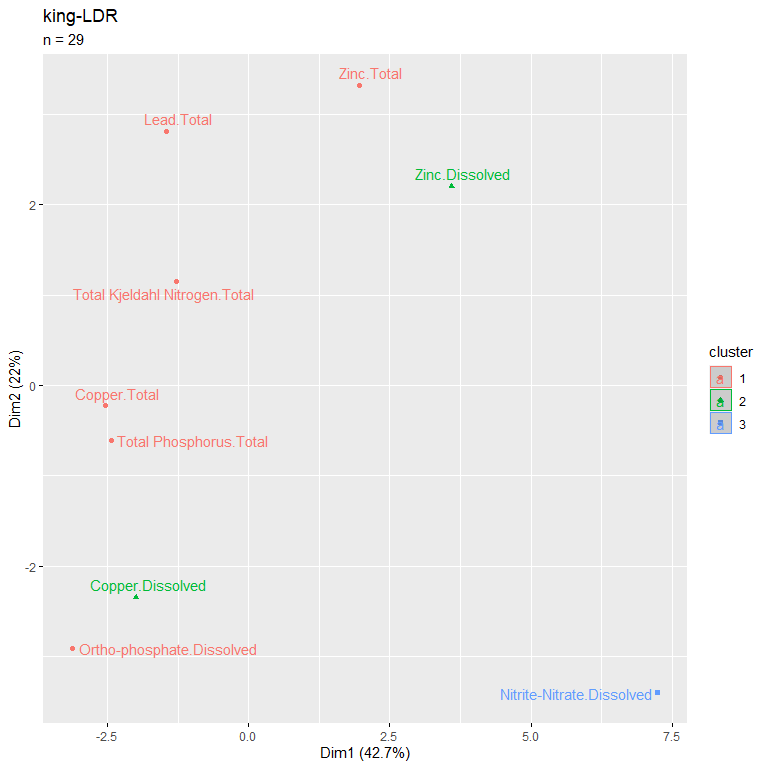 king-LDR
n = 29
Zinc.Total
Lead.Total
Zinc.Dissolved
2
Total Kjeldahl Nitrogen.Total
cluster
a 1
0
Copper.Total
a 2
a 3
Dim2 (22%)
Total Phosphorus.Total
-2
Copper.Dissolved
Ortho-phosphate.Dissolved
Nitrite-Nitrate.Dissolved
-2.5 0.0 2.5 5.0 7.5
Dim1 (42.7%)